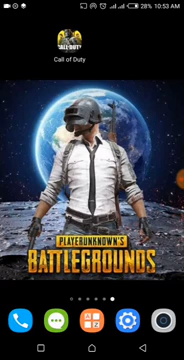 28% 10:53 AM
CALL OF DUTY
Call of Duty
PLAYERUNKNOWN'S
BATTLEGROUNDS
A Z